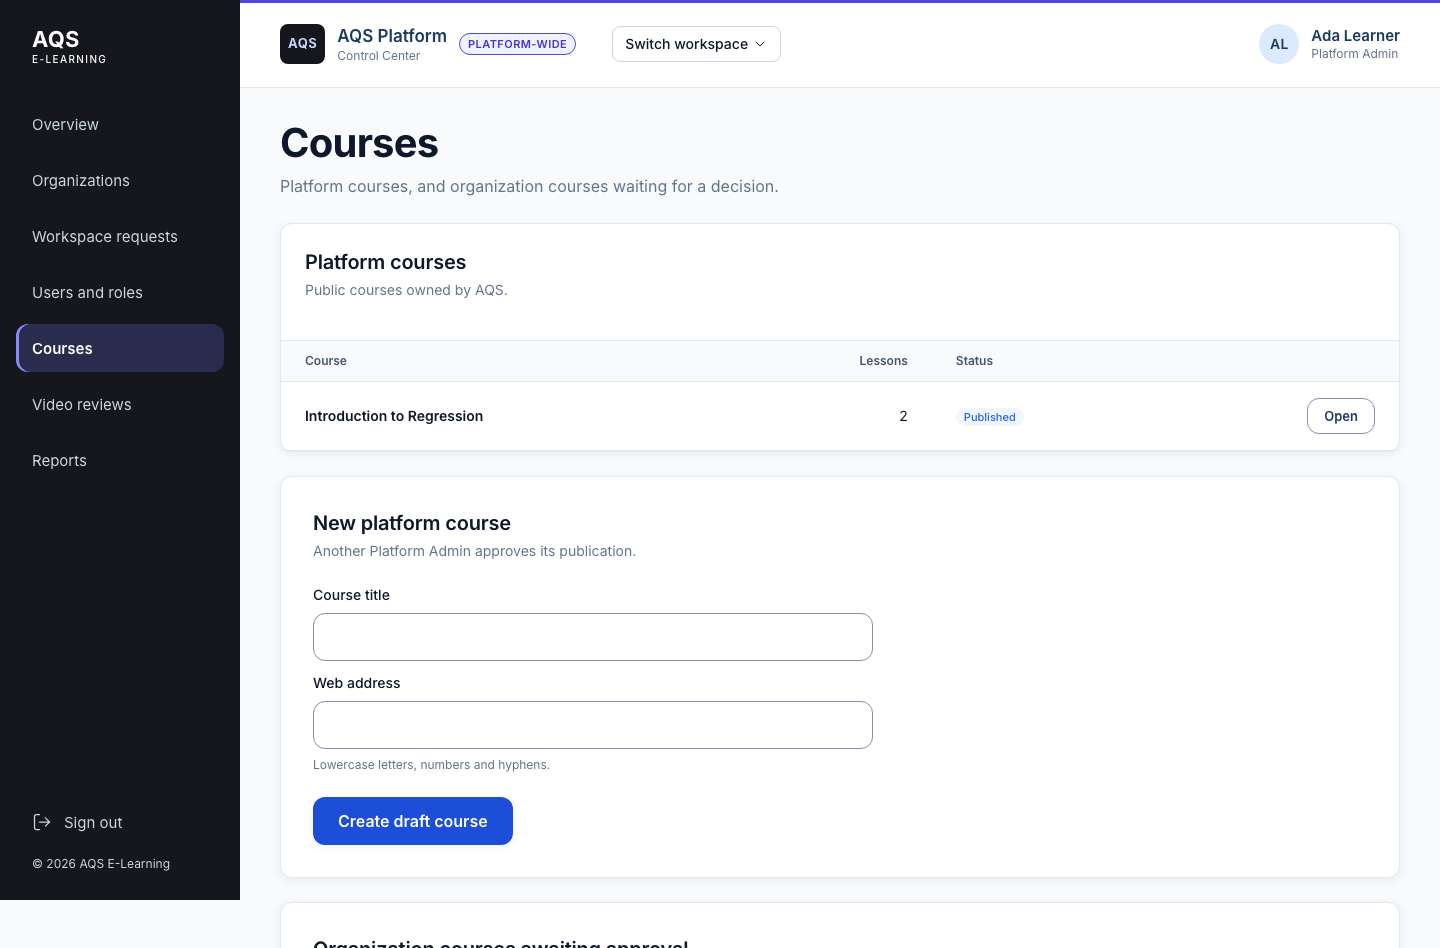 AQS
E-LEARNING
Overview
Organizations
Workspace requests
Users and roles
Courses
Video reviews
Reports
Sign out
© 2026 AQS E-Learning
AQS
AQS Platform
Control Center
PLATFORM-WIDE
Switch workspace
AL
Ada Learner
Platform Admin
Courses
Platform courses, and organization courses waiting for a decision.
Platform courses
Public courses owned by AQS.
Course Lessons Status
Introduction to Regression 2 Published Open
New platform course
Another Platform Admin approves its publication.
Course title
Web address
Lowercase letters, numbers and hyphens.
Create draft course
Organization courses awaiting approval